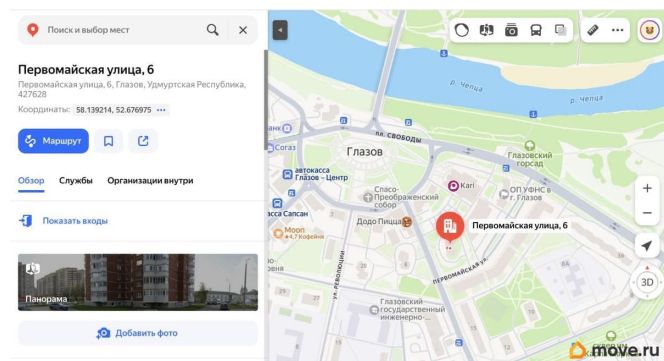 Поиск и выбор мест
Первомайская улица, 6
Первомайская улица, 6, Глазов, Удмуртская Республика,
427628
Координаты: 58.139214, 52.676975 •••
Маршрут
Обзор
Службы
Организации внутри
Показать входы
Панорама
Добавить фото
р. Чепца
р. Чепца
пл. СВОБОДЫ
Согаз
Глазов
Глазовский
горсад
автокасса
Глазов – Центр
Kari
Спасо-
Преображенский
собор
ОП УФНС в
г. Глазов
касса Сапсан
Додо Пицца
Первомайская улица, 6
Moon
4,7 Кофейня
УЛ. РЕВОЛЮЦИИ
ПЕРВОМАЙСКАЯ УЛ.
Глазовский
государственный
инженерно-...
3D
move.ru